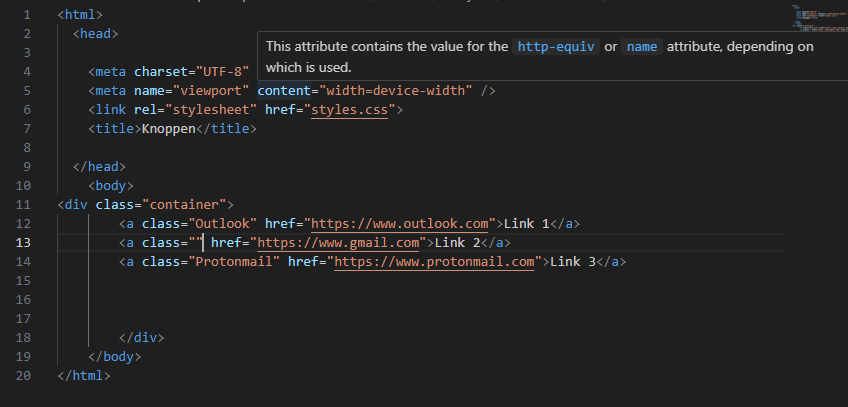 1 <html>
2 <head>
3
This attribute contains the value for the http-equiv or name attribute, depending on
which is used.
4 <meta charset="UTF-8"
5 <meta name="viewport" content="width=device-width" />
6 <link rel="stylesheet" href="styles.css">
7 <title>Knoppen</title>
8
9 </head>
10 <body>
11 <div class="container">
12 <a class="Outlook" href="https://www.outlook.com">Link 1</a>
13 <a class="" href="https://www.gmail.com">Link 2</a>
14 <a class="Protonmail" href="https://www.protonmail.com">Link 3</a>
15
16
17
18 </div>
19 </body>
20 </html>